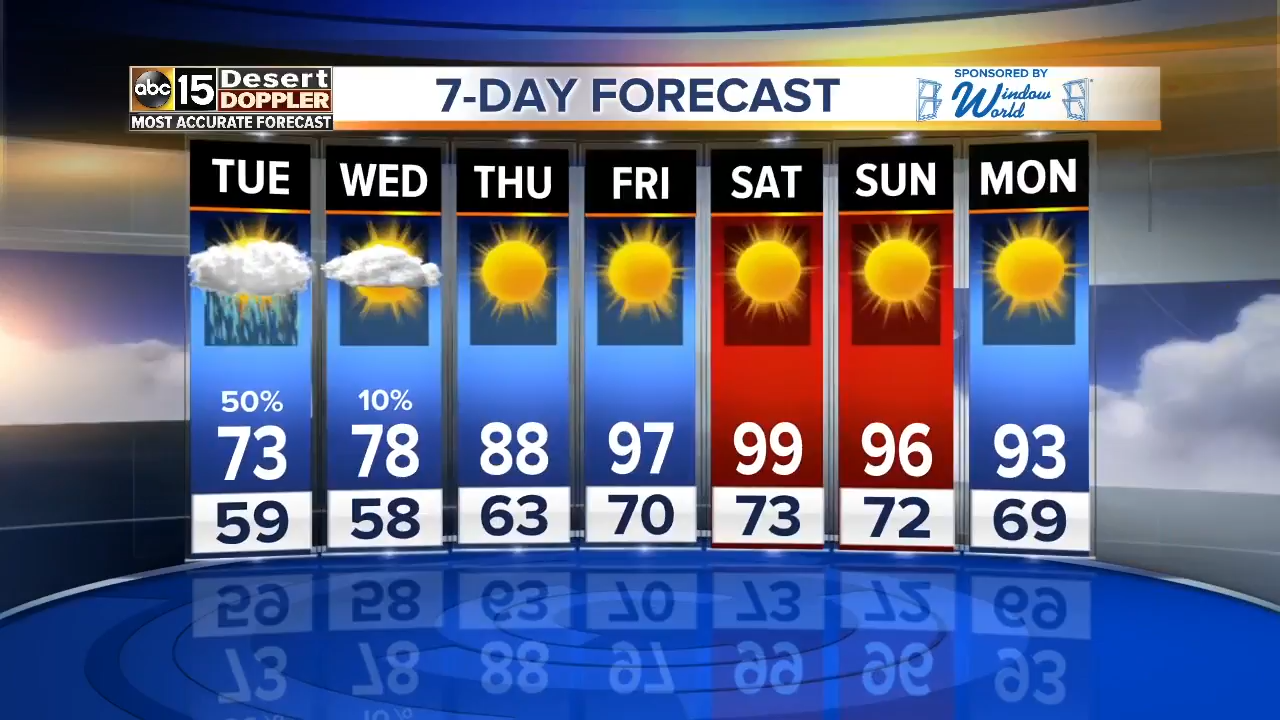 abc 15 Desert DOPPLER
MOST ACCURATE FORECAST
7-DAY FORECAST
SPONSORED BY
Window World
TUE WED THU FRI SAT SUN MON
50% 10%
73 78 88 97 99 96 93
59 58 63 70 73 72 69